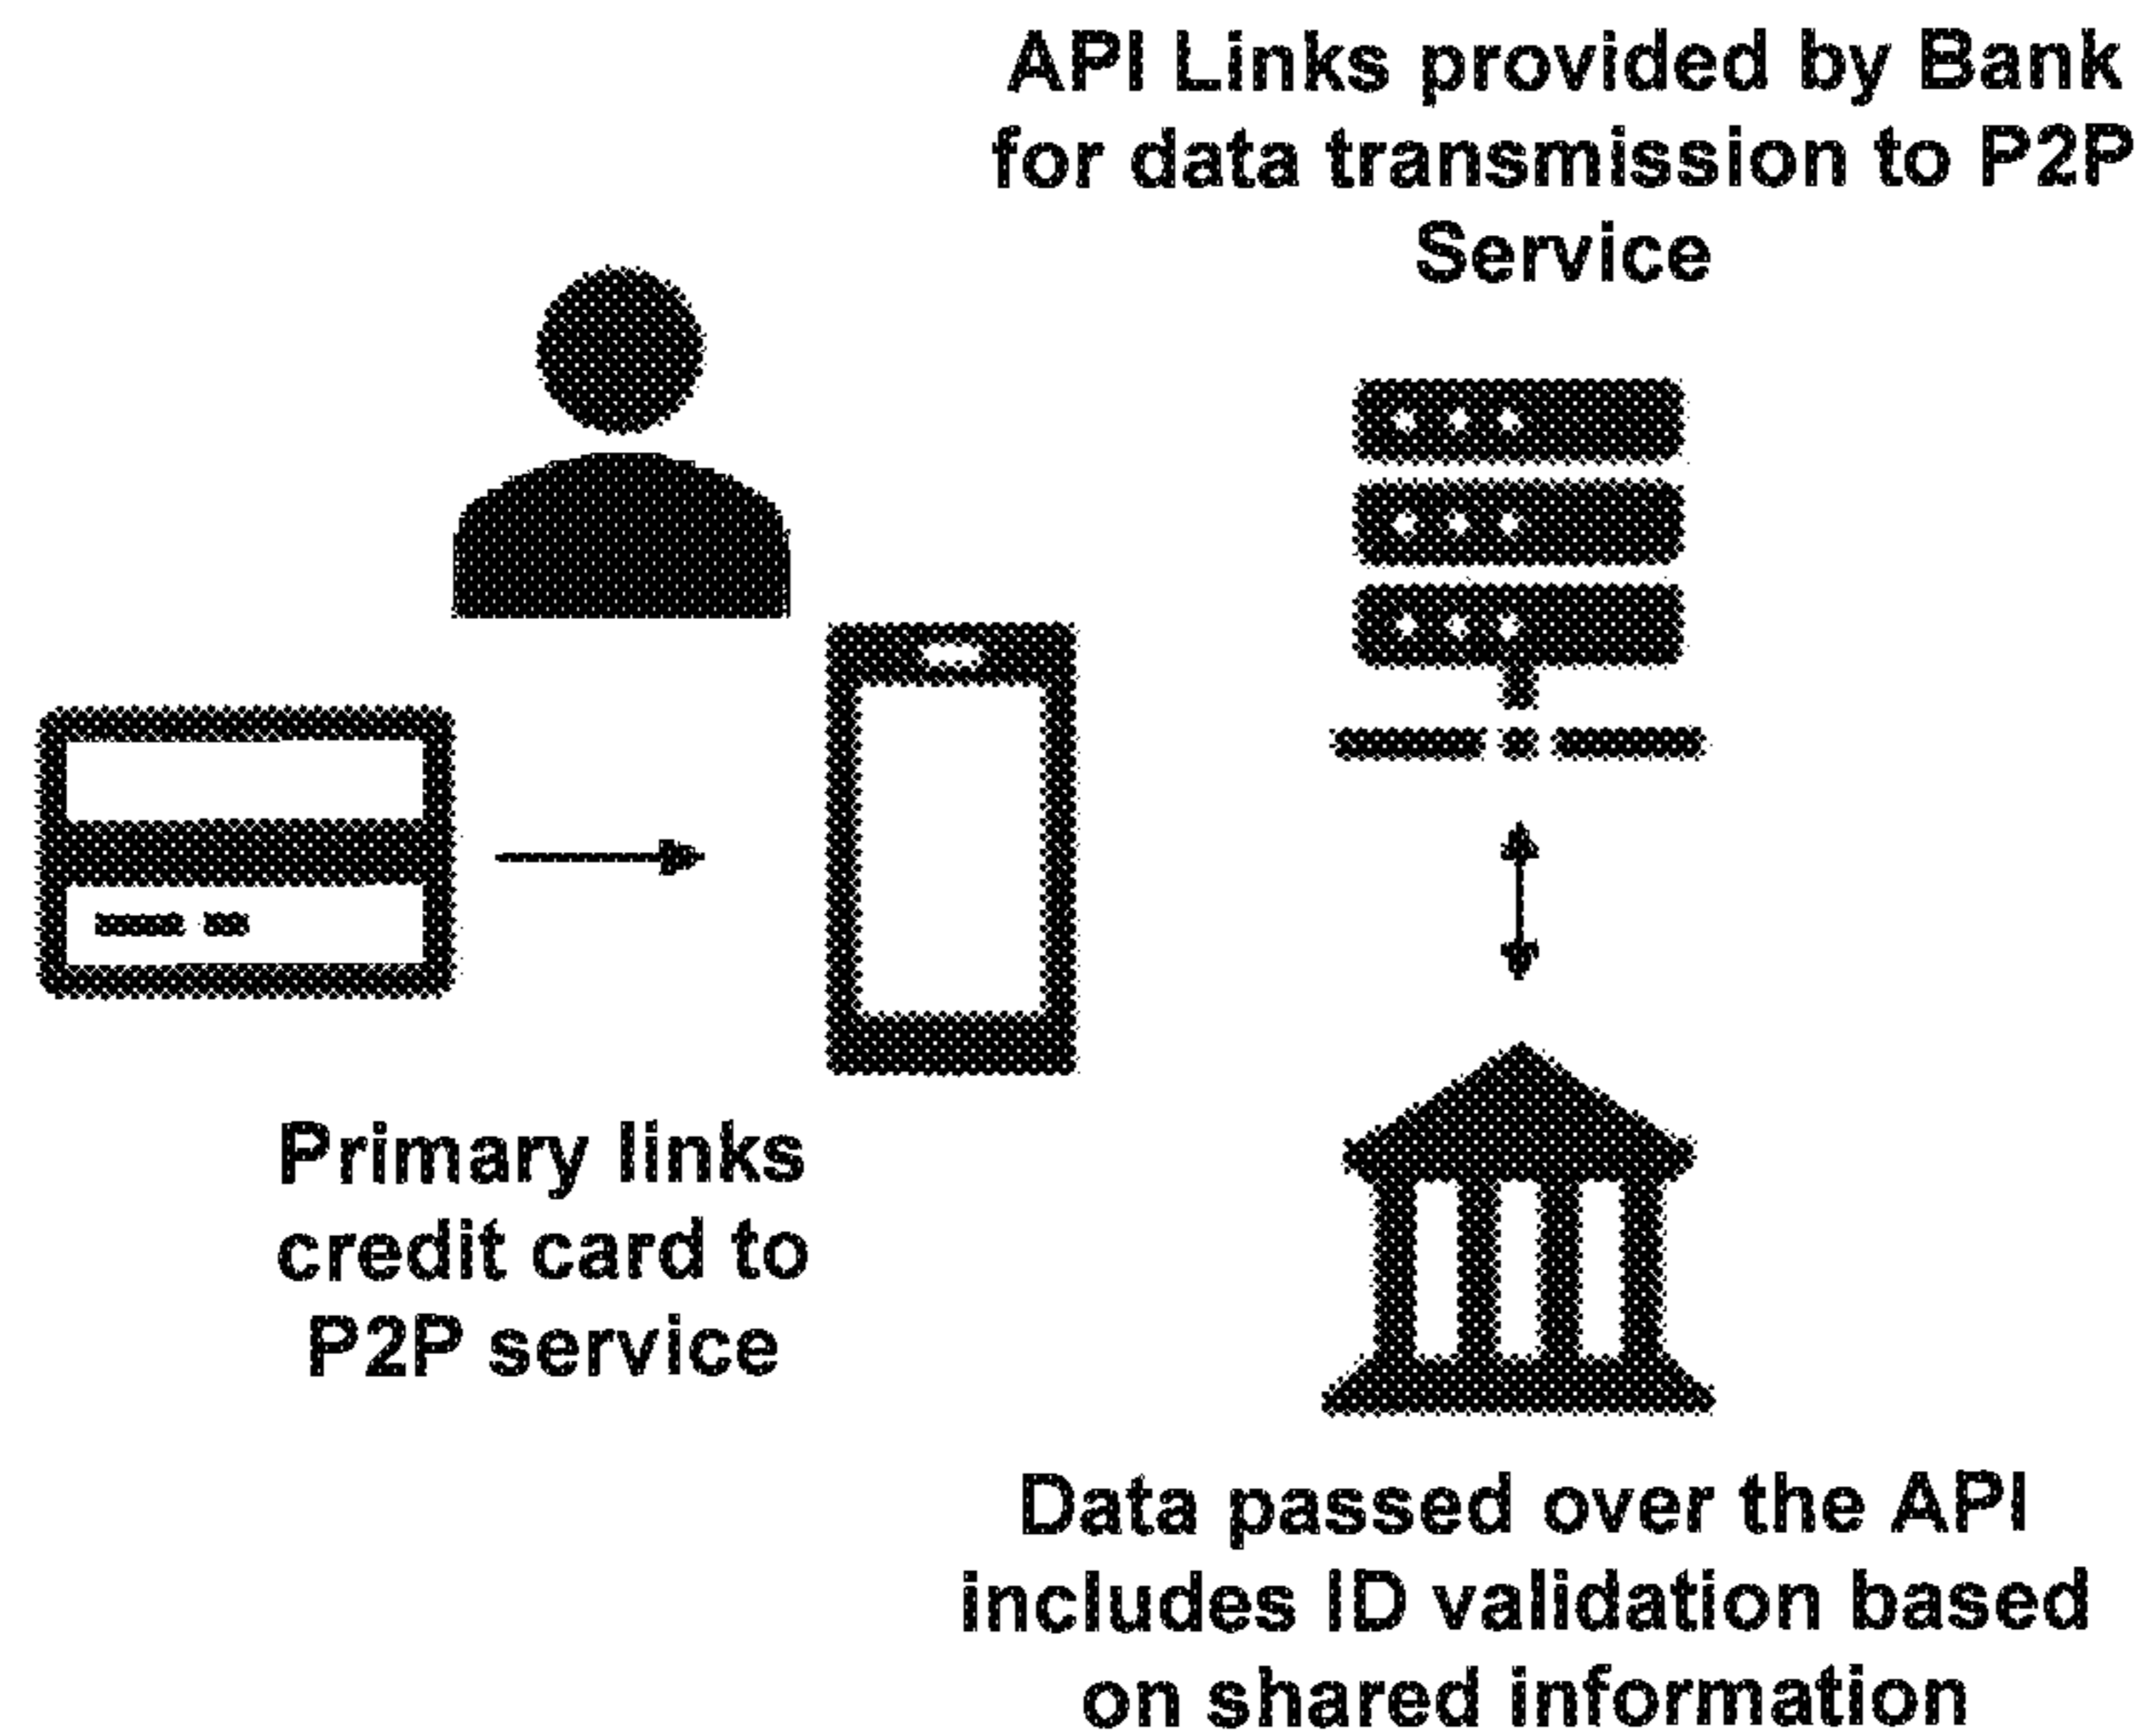 API Links provided by Bank
for data transmission to P2P
Service
Primary links
credit card to
P2P service
Data passed over the API
includes ID validation based
on shared information